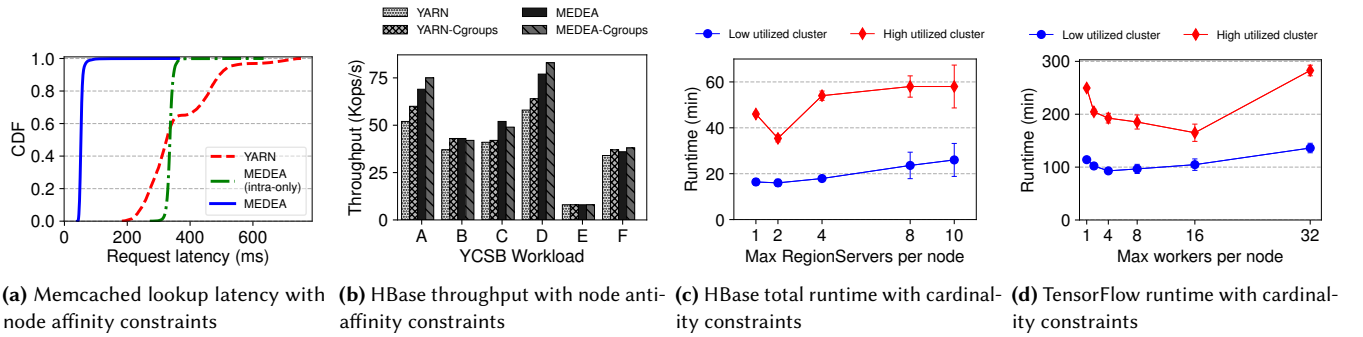 CDF
1.0
0.8
0.6
0.4
0.2
0.0
YARN
MEDEA
(intra-only)
MEDEA
0 200 400 600
Request latency (ms)
(a) Memcached lookup latency with
node affinity constraints
YARN MEDEA
YARN-Cgroups MEDEA-Cgroups
Throughput (Kops/s)
75
50
25
0
A B C D E F
YCSB Workload
(b) HBase throughput with node anti-
affinity constraints
Low utilized cluster High utilized cluster
Runtime (min)
60
40
20
0
1 2 4 8 10
Max RegionServers per node
(c) HBase total runtime with cardinal-
ity constraints
Low utilized cluster High utilized cluster
Runtime (min)
300
200
100
0
1 4 8 16 32
Max workers per node
(d) TensorFlow runtime with cardinal-
ity constraints